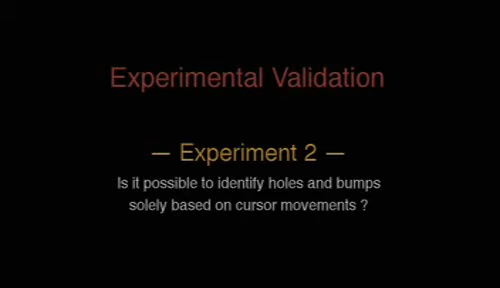 Experimental Validation
— Experiment 2 —
Is it possible to identify holes and bumps
solely based on cursor movements ?